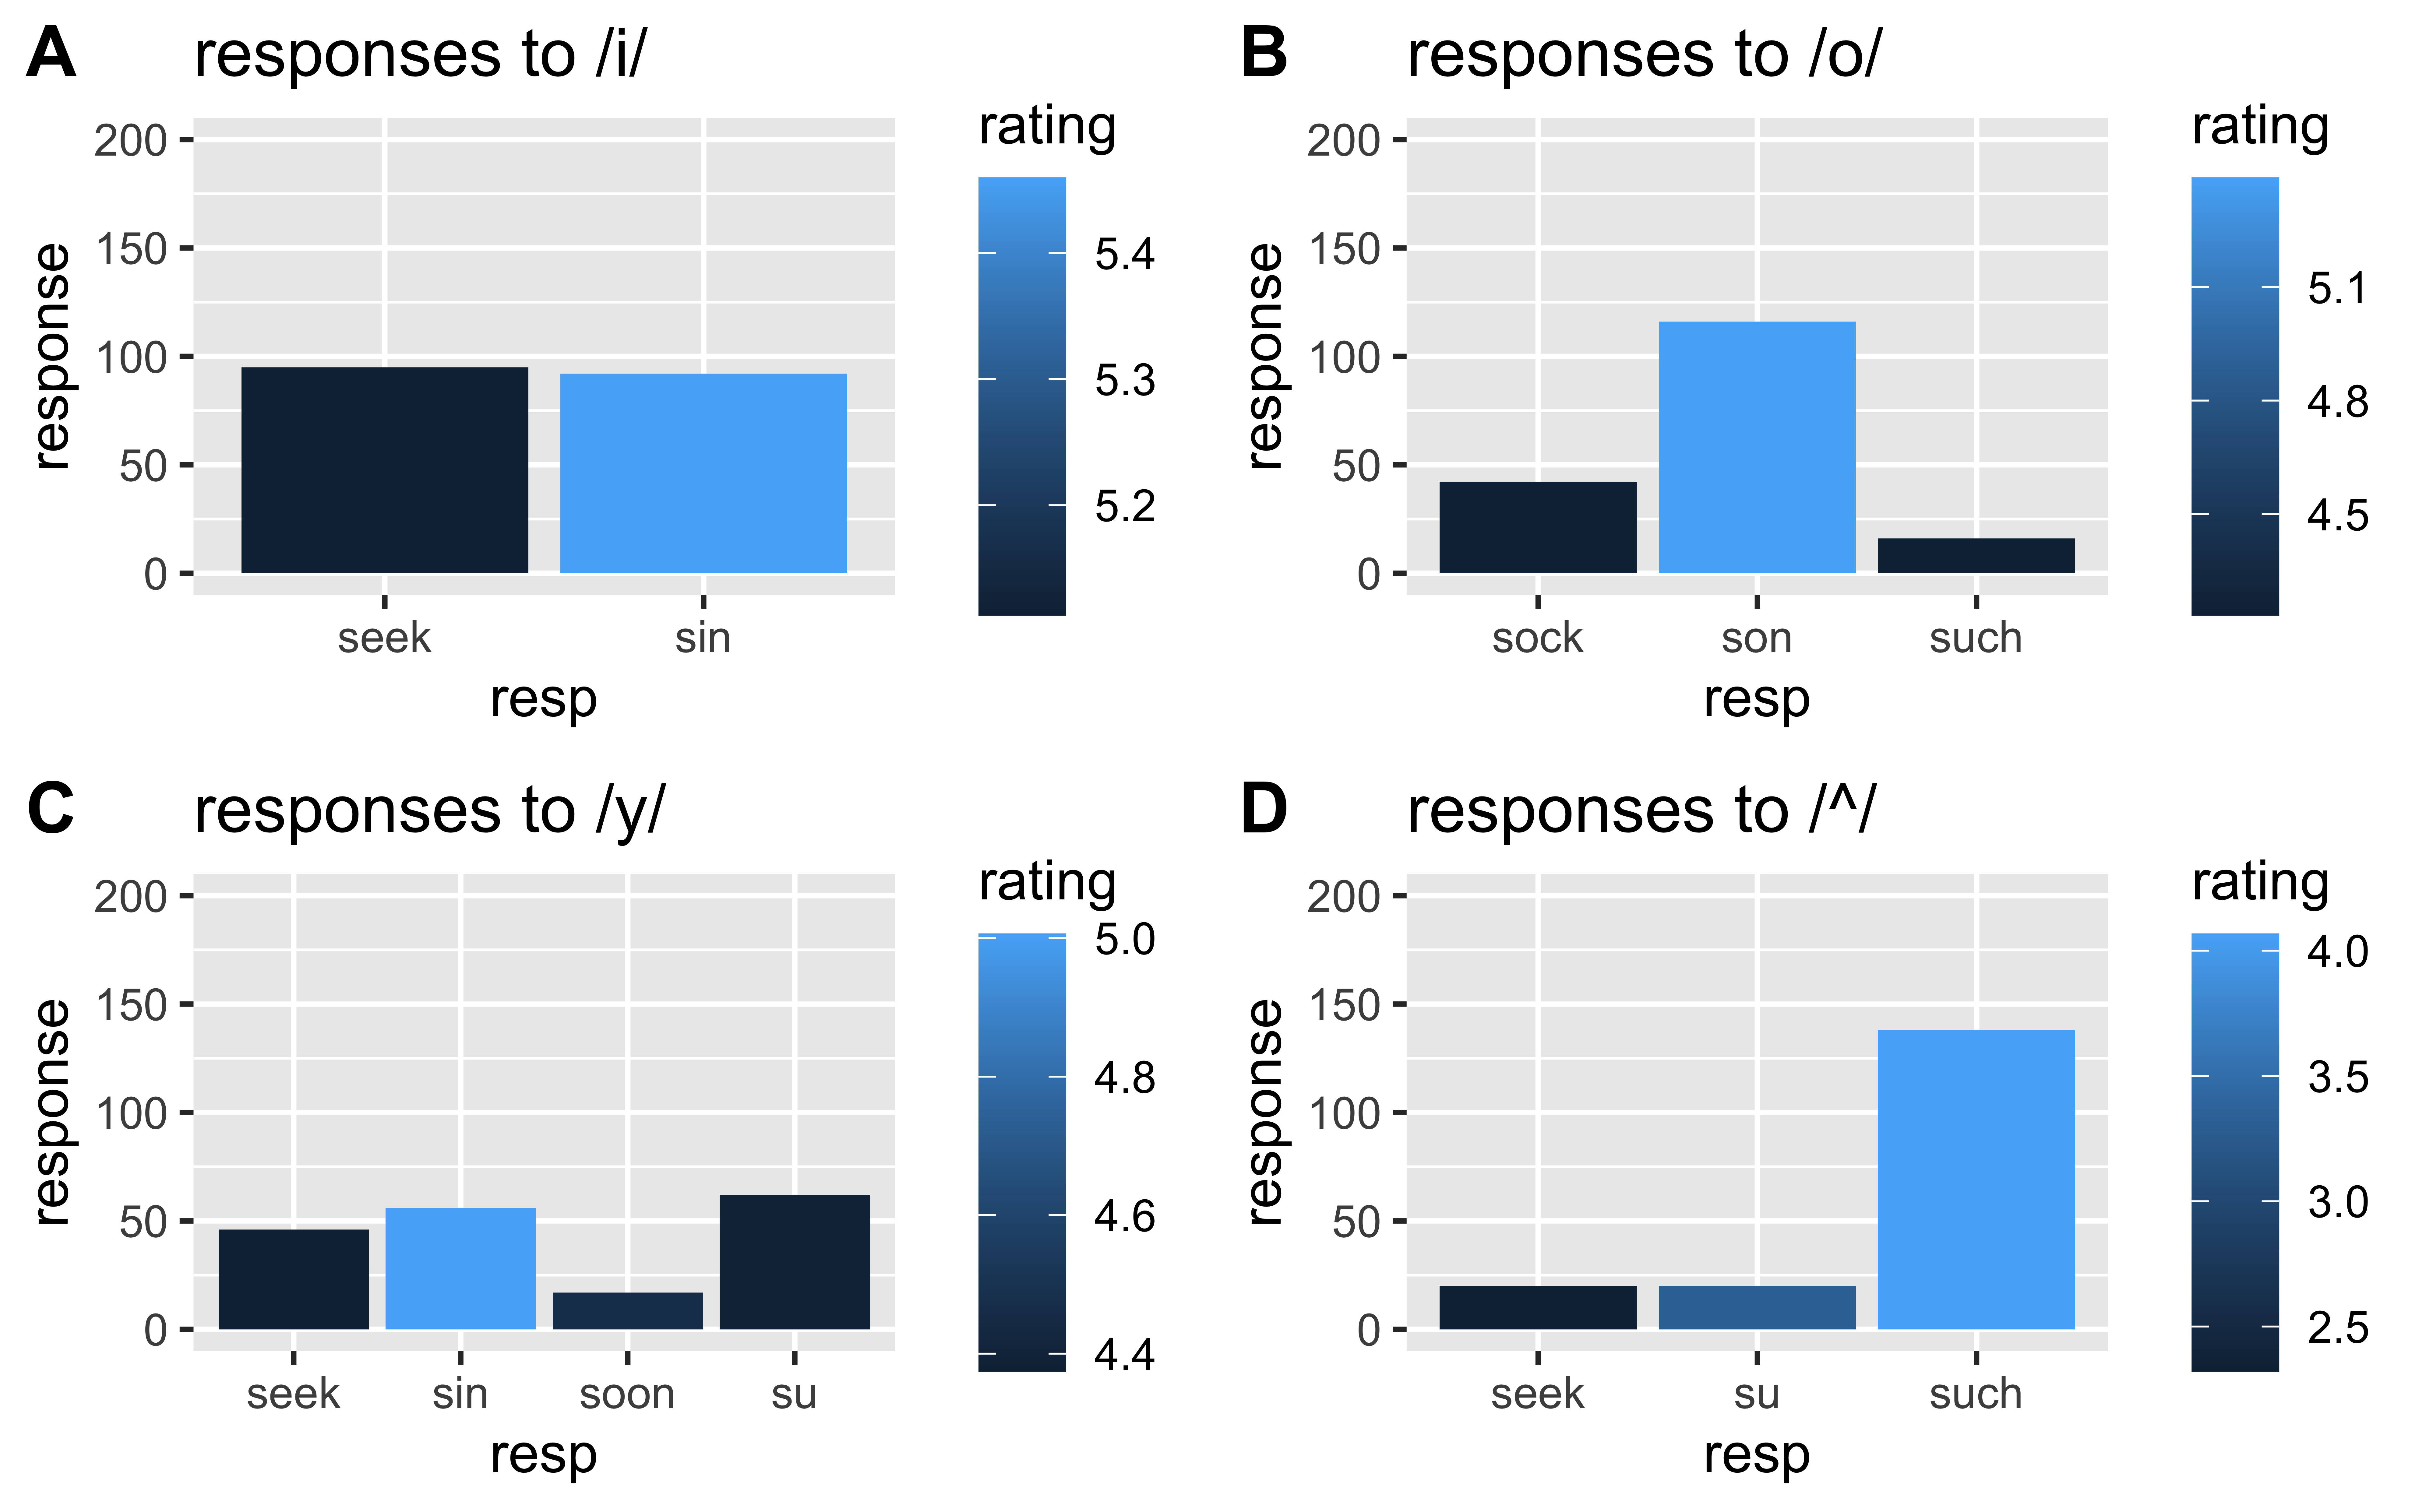 A responses to /i/
rating
200
150
100
50
0
response
5.4
5.3
5.2
seek sin
resp
B responses to /o/
rating
200
150
100
50
0
response
5.1
4.8
4.5
sock son such
resp
C responses to /y/
rating
200
150
100
50
0
response
5.0
4.8
4.6
4.4
seek sin soon su
resp
D responses to /^/
rating
200
150
100
50
0
response
4.0
3.5
3.0
2.5
seek su such
resp